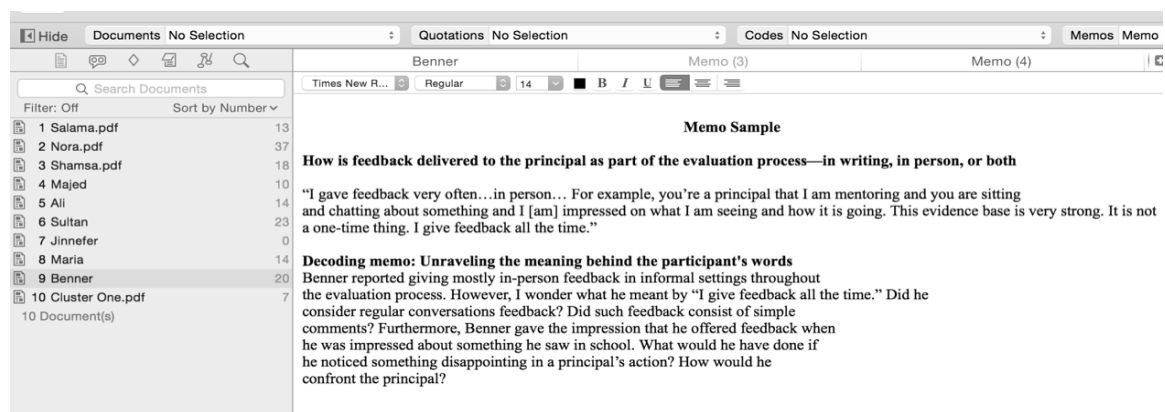 Hide Documents No Selection Quotations No Selection Codes No Selection Memos Memo
Benner Memo (3) Memo (4)
Search Documents
Times New R... Regular 14 B I U
Filter: Off Sort by Number
1 Salama.pdf 13
2 Nora.pdf 37
3 Shamsa.pdf 18
4 Majed 10
5 Ali 14
6 Sultan 23
7 Jinnefer 0
8 Maria 14
9 Benner 20
10 Cluster One.pdf 7
10 Document(s)
Memo Sample
How is feedback delivered to the principal as part of the evaluation process—in writing, in person, or both
“I gave feedback very often…in person… For example, you’re a principal that I am mentoring and you are sitting
and chatting about something and I [am] impressed on what I am seeing and how it is going. This evidence base is very strong. It is not
a one-time thing. I give feedback all the time.”
Decoding memo: Unraveling the meaning behind the participant's words
Benner reported giving mostly in-person feedback in informal settings throughout
the evaluation process. However, I wonder what he meant by “I give feedback all the time.” Did he
consider regular conversations feedback? Did such feedback consist of simple
comments? Furthermore, Benner gave the impression that he offered feedback when
he was impressed about something he saw in school. What would he have done if
he noticed something disappointing in a principal’s action? How would he
confront the principal?